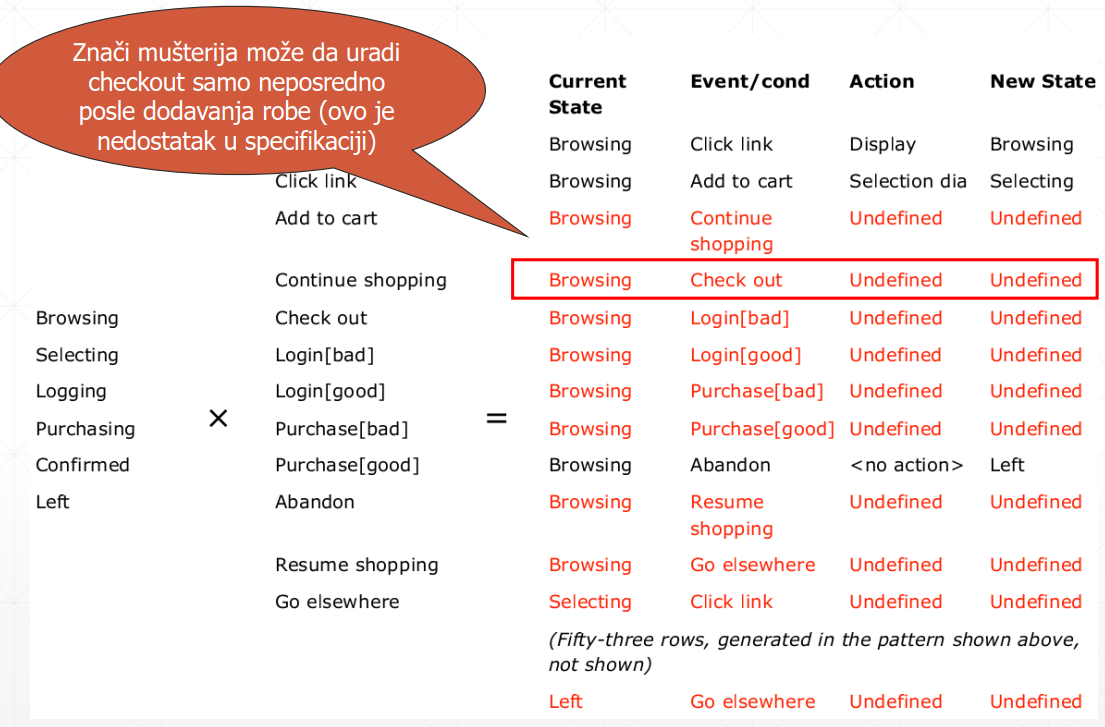 Znači mušterija može da uradi
checkout samo neposredno
posle dodavanja robe (ovo je
nedostatak u specifikaciji)
Current State Event/cond Action New State
Browsing Click link Display Browsing
Click link Browsing Add to cart Selection dia Selecting
Add to cart Browsing Continue shopping Undefined Undefined
Continue shopping Browsing Check out Undefined Undefined
Browsing Check out Browsing Login[bad] Undefined Undefined
Selecting Login[bad] Browsing Login[good] Undefined Undefined
Logging Login[good] Browsing Purchase[bad] Undefined Undefined
Purchasing × Purchase[bad] = Browsing Purchase[good] Undefined Undefined
Confirmed Purchase[good] Browsing Abandon <no action> Left
Left Abandon Browsing Resume shopping Undefined Undefined
Resume shopping Browsing Go elsewhere Undefined Undefined
Go elsewhere Selecting Click link Undefined Undefined
(Fifty-three rows, generated in the pattern shown above,
not shown)
Left Go elsewhere Undefined Undefined